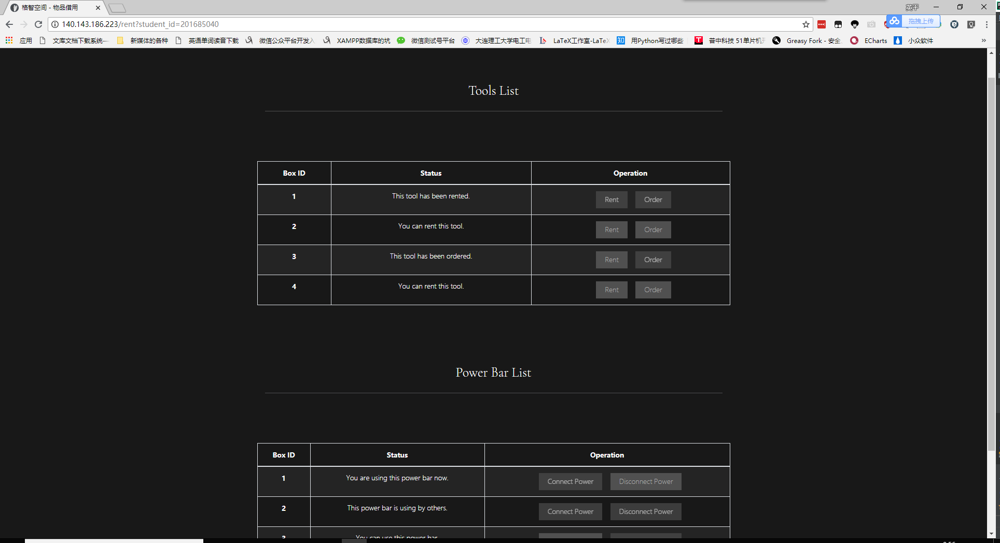 格智空间 - 物品借用
英平
140.143.186.223/rent?student_id=201685040
拖拽上传
应用 文库文档下载系统— 新媒体的各种 英语单词读音下载 微信公众平台开发入 XAMPP数据库的坑 微信测试号平台 大连理工大学电工电 LaTeX工作室-LaTeX 用Python写过哪些 普中科技 51单片机开 Greasy Fork - 安全 ECharts 小众软件 »
Tools List
Box ID Status Operation
1 This tool has been rented. Rent Order
2 You can rent this tool. Rent Order
3 This tool has been ordered. Rent Order
4 You can rent this tool. Rent Order
Power Bar List
Box ID Status Operation
1 You are using this power bar now. Connect Power Disconnect Power
2 This power bar is using by others. Connect Power Disconnect Power
3 You can use this power bar